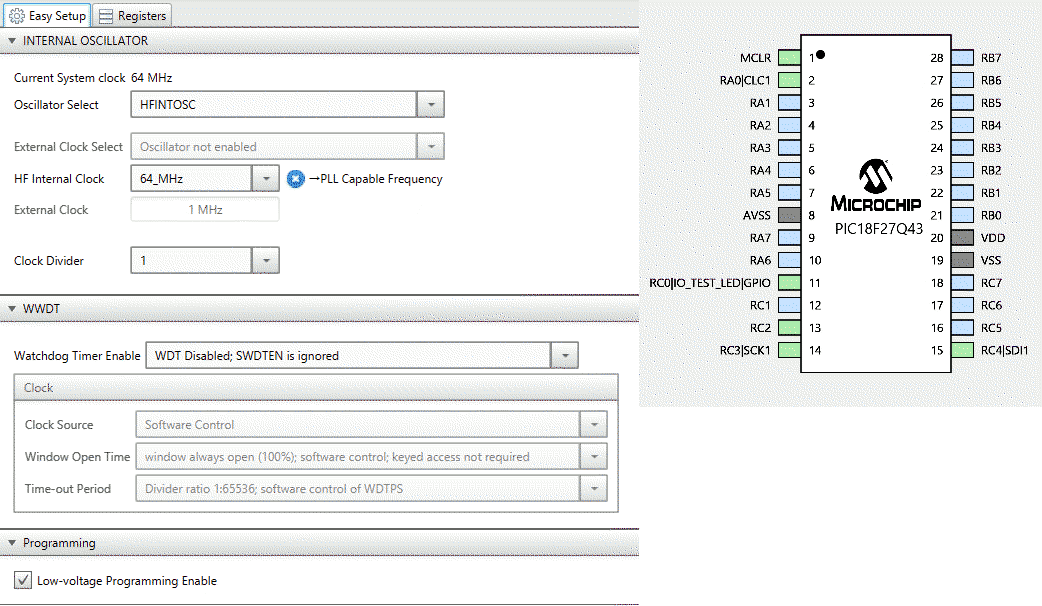 Easy Setup Registers
INTERNAL OSCILLATOR
Current System clock 64 MHz
Oscillator Select HFINTOSC
External Clock Select Oscillator not enabled
HF Internal Clock 64_MHz →PLL Capable Frequency
External Clock 1 MHz
Clock Divider 1
WWDT
Watchdog Timer Enable WDT Disabled; SWDTEN is ignored
Clock
Clock Source Software Control
Window Open Time window always open (100%); software control; keyed access not required
Time-out Period Divider ratio 1:65536; software control of WDTPS
Programming
Low-voltage Programming Enable
MCLR 1 28 RB7
RA0|CLC1 2 27 RB6
RA1 3 26 RB5
RA2 4 25 RB4
RA3 5 24 RB3
RA4 6 23 RB2
RA5 7 22 RB1
MICROCHIP
AVSS 8 21 RB0
PIC18F27Q43
RA7 9 20 VDD
RA6 10 19 VSS
RC0|IO_TEST_LED|GPIO 11 18 RC7
RC1 12 17 RC6
RC2 13 16 RC5
RC3|SCK1 14 15 RC4|SDI1